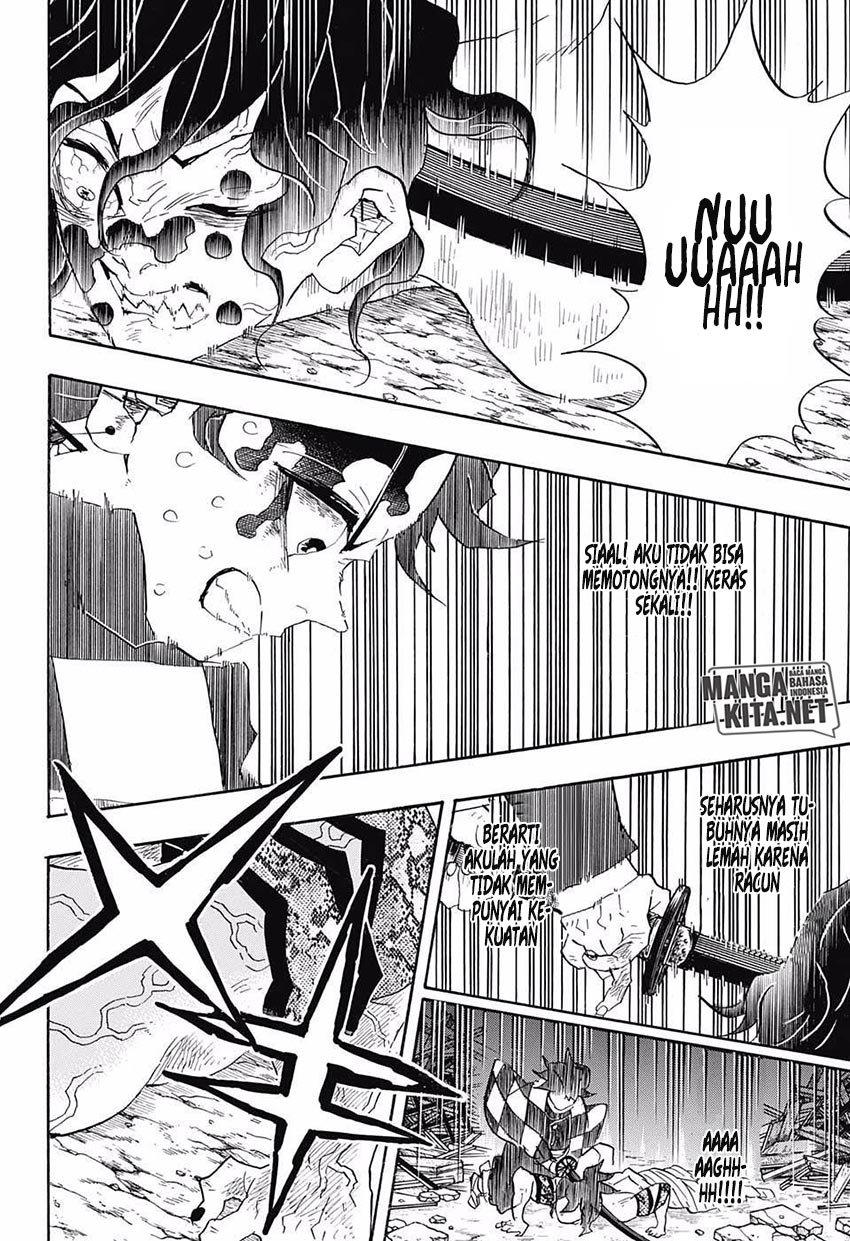 NUU
UUAAAH
HH!!
SIAAL! AKU TIDAK BISA
MEMOTONGNYA!! KERAS
SEKALI!!
MANGA
KITA.NET
BACA MANGA
BAHASA
INDONESIA
SEHARUSNYA TU-
BUHNYA MASIH
LEMAH KARENA
RACUN
BERARTI
AKULAH YANG
TIDAK MEM-
PUNYAI KE-
KUATAN
AAAA
AAGHH-
HH!!!!